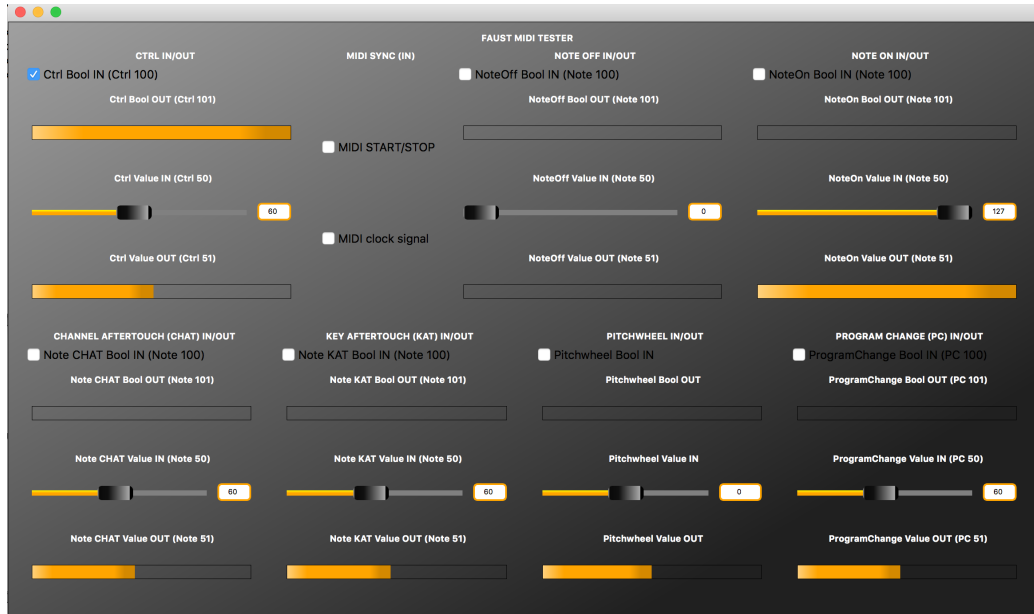 FAUST MIDI TESTER
CTRL IN/OUT
MIDI SYNC (IN)
NOTE OFF IN/OUT
NOTE ON IN/OUT
Ctrl Bool IN (Ctrl 100)
NoteOff Bool IN (Note 100)
NoteOn Bool IN (Note 100)
Ctrl Bool OUT (Ctrl 101)
NoteOff Bool OUT (Note 101)
NoteOn Bool OUT (Note 101)
MIDI START/STOP
Ctrl Value IN (Ctrl 50)
NoteOff Value IN (Note 50)
NoteOn Value IN (Note 50)
60
0
127
MIDI clock signal
Ctrl Value OUT (Ctrl 51)
NoteOff Value OUT (Note 51)
NoteOn Value OUT (Note 51)
CHANNEL AFTERTOUCH (CHAT) IN/OUT
KEY AFTERTOUCH (KAT) IN/OUT
PITCHWHEEL IN/OUT
PROGRAM CHANGE (PC) IN/OUT
Note CHAT Bool IN (Note 100)
Note KAT Bool IN (Note 100)
Pitchwheel Bool IN
ProgramChange Bool IN (PC 100)
Note CHAT Bool OUT (Note 101)
Note KAT Bool OUT (Note 101)
Pitchwheel Bool OUT
ProgramChange Bool OUT (PC 101)
Note CHAT Value IN (Note 50)
Note KAT Value IN (Note 50)
Pitchwheel Value IN
ProgramChange Value IN (PC 50)
60
60
0
60
Note CHAT Value OUT (Note 51)
Note KAT Value OUT (Note 51)
Pitchwheel Value OUT
ProgramChange Value OUT (PC 51)